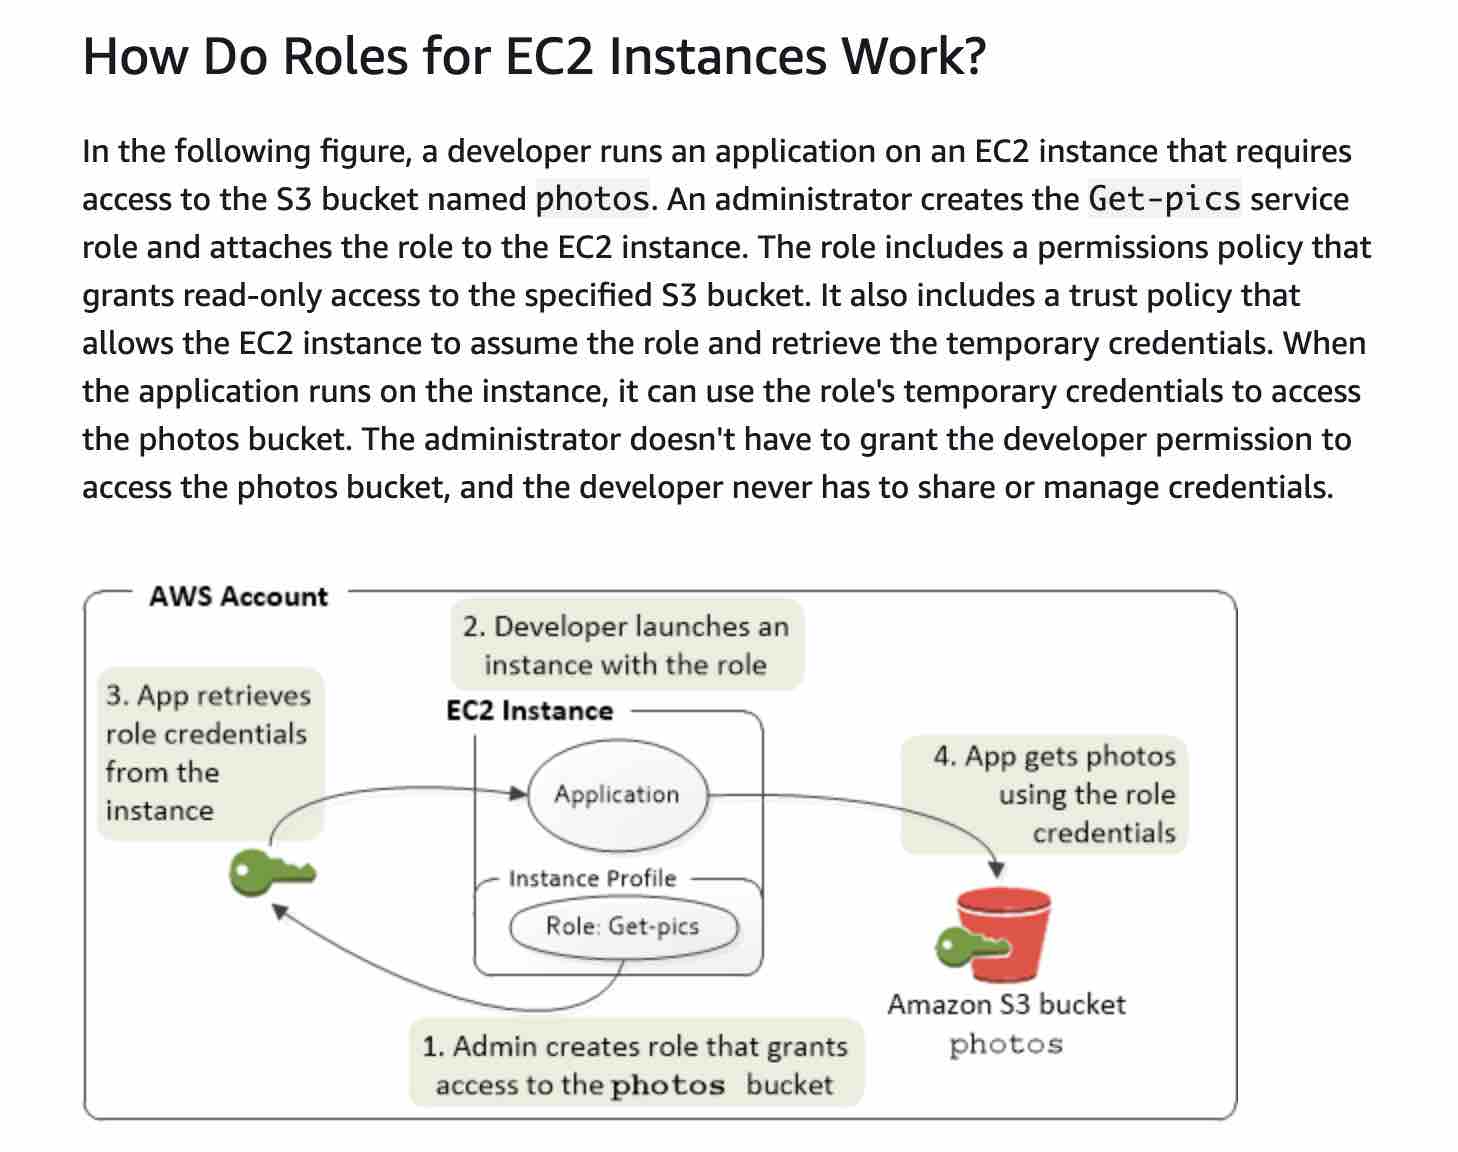 How Do Roles for EC2 Instances Work?
In the following figure, a developer runs an application on an EC2 instance that requires
access to the S3 bucket named photos. An administrator creates the Get-pics service
role and attaches the role to the EC2 instance. The role includes a permissions policy that
grants read-only access to the specified S3 bucket. It also includes a trust policy that
allows the EC2 instance to assume the role and retrieve the temporary credentials. When
the application runs on the instance, it can use the role's temporary credentials to access
the photos bucket. The administrator doesn't have to grant the developer permission to
access the photos bucket, and the developer never has to share or manage credentials.
AWS Account
2. Developer launches an
instance with the role
3. App retrieves
role credentials
from the
instance
EC2 Instance
Application
4. App gets photos
using the role
credentials
Instance Profile
Role: Get-pics
Amazon S3 bucket
photos
1. Admin creates role that grants
access to the photos bucket